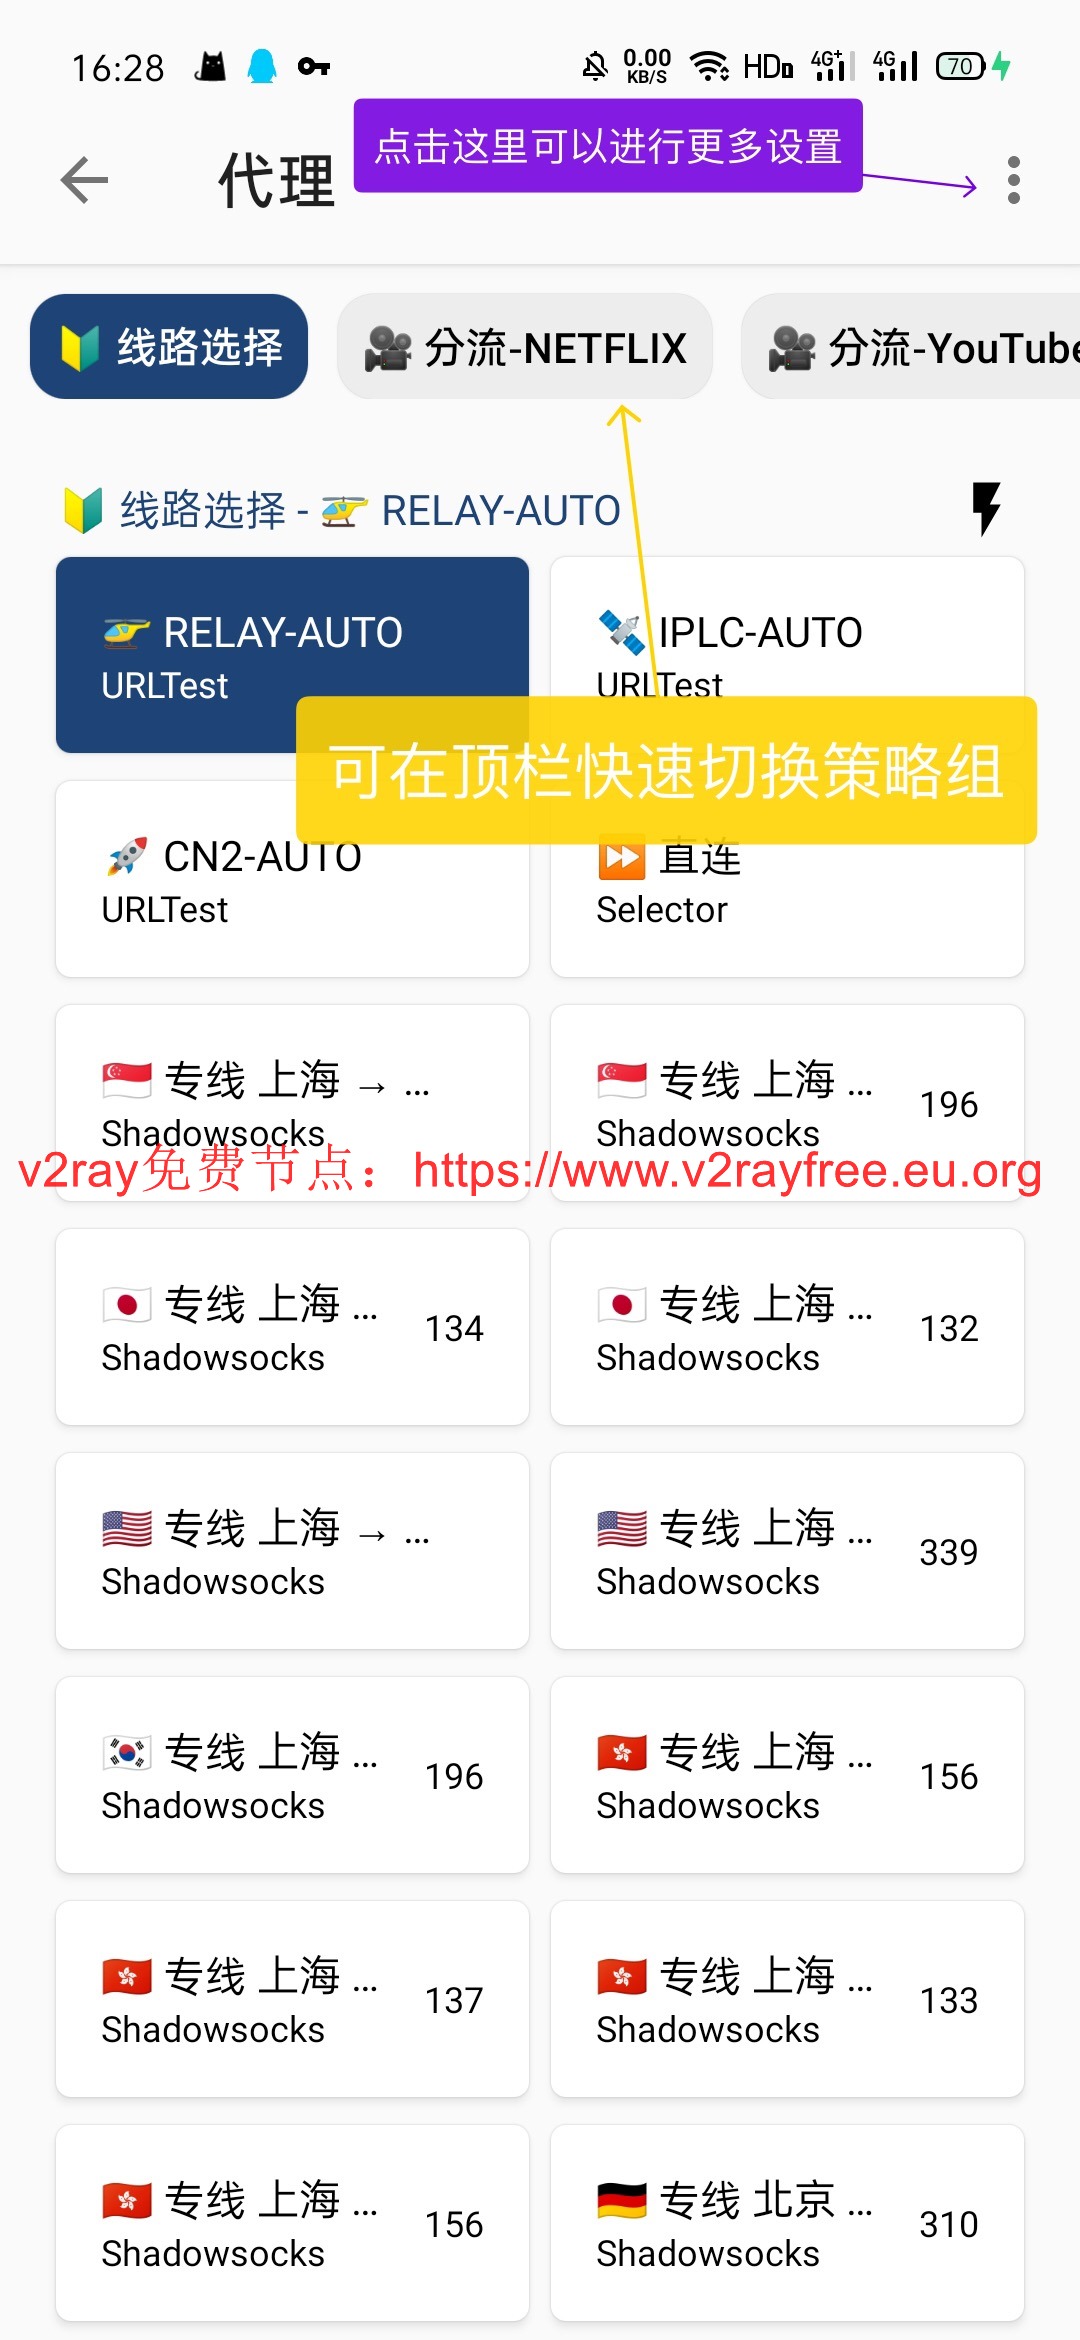 16:28
0.00
KB/S
HD
4G+
4G
70
点击这里可以进行更多设置
代理
线路选择
分流-NETFLIX
分流-YouTube
线路选择 - RELAY-AUTO
RELAY-AUTO
URLTest
IPLC-AUTO
URLTest
可在顶栏快速切换策略组
CN2-AUTO
URLTest
直连
Selector
专线 上海 → ...
Shadowsocks
专线 上海 ...
196
Shadowsocks
v2ray免费节点：https://www.v2rayfree.eu.org
专线 上海 ...
134
Shadowsocks
专线 上海 ...
132
Shadowsocks
专线 上海 → ...
Shadowsocks
专线 上海 ...
339
Shadowsocks
专线 上海 ...
196
Shadowsocks
专线 上海 ...
156
Shadowsocks
专线 上海 ...
137
Shadowsocks
专线 上海 ...
133
Shadowsocks
专线 上海 ...
156
Shadowsocks
专线 北京 ...
310
Shadowsocks